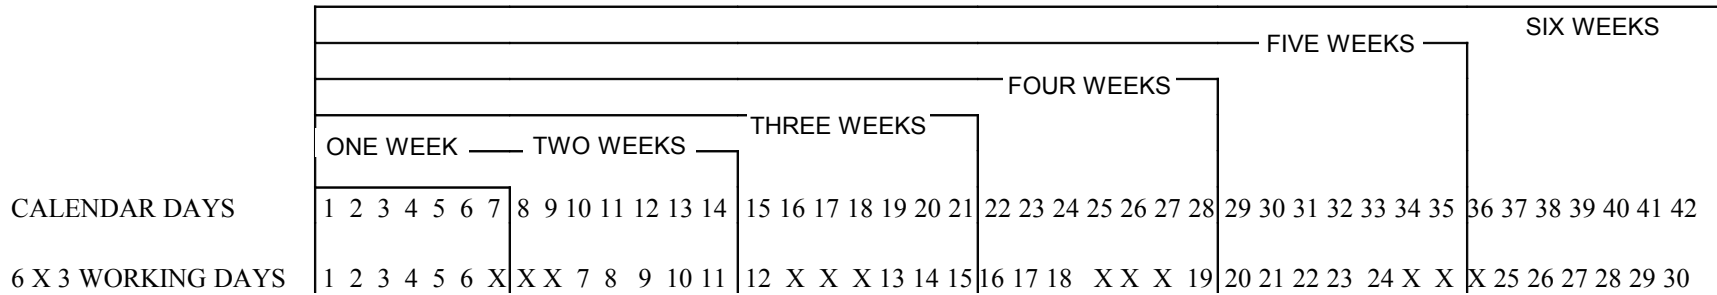 SIX WEEKS
FIVE WEEKS
FOUR WEEKS
THREE WEEKS
ONE WEEK TWO WEEKS
CALENDAR DAYS 1 2 3 4 5 6 7 8 9 10 11 12 13 14 15 16 17 18 19 20 21 22 23 24 25 26 27 28 29 30 31 32 33 34 35 36 37 38 39 40 41 42
6 X 3 WORKING DAYS 1 2 3 4 5 6 X X X 7 8 9 10 11 12 X X X 13 14 15 16 17 18 X X X 19 20 21 22 23 24 X X X 25 26 27 28 29 30